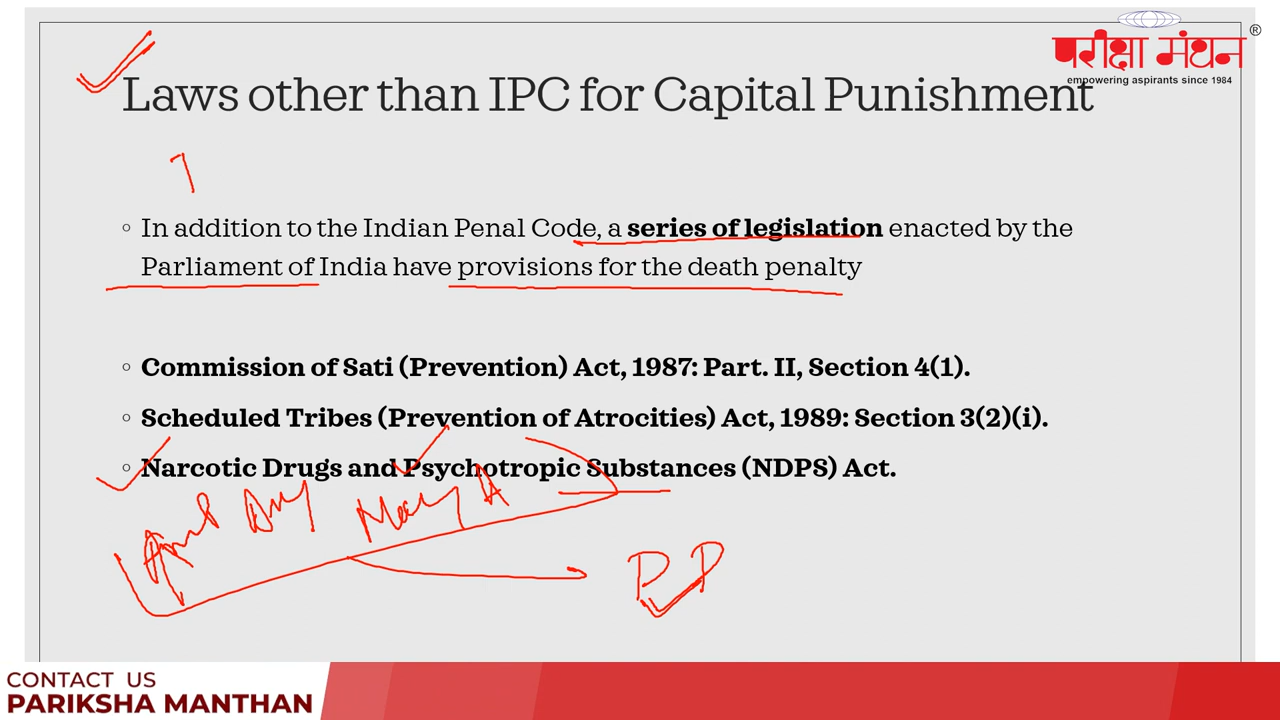 परीक्षा मंथन ®
empowering aspirants since 1984
Laws other than IPC for Capital Punishment
In addition to the Indian Penal Code, a series of legislation enacted by the
Parliament of India have provisions for the death penalty
Commission of Sati (Prevention) Act, 1987: Part. II, Section 4(1).
Scheduled Tribes (Prevention of Atrocities) Act, 1989: Section 3(2)(i).
Narcotic Drugs and Psychotropic Substances (NDPS) Act.
CONTACT US
PARIKSHA MANTHAN